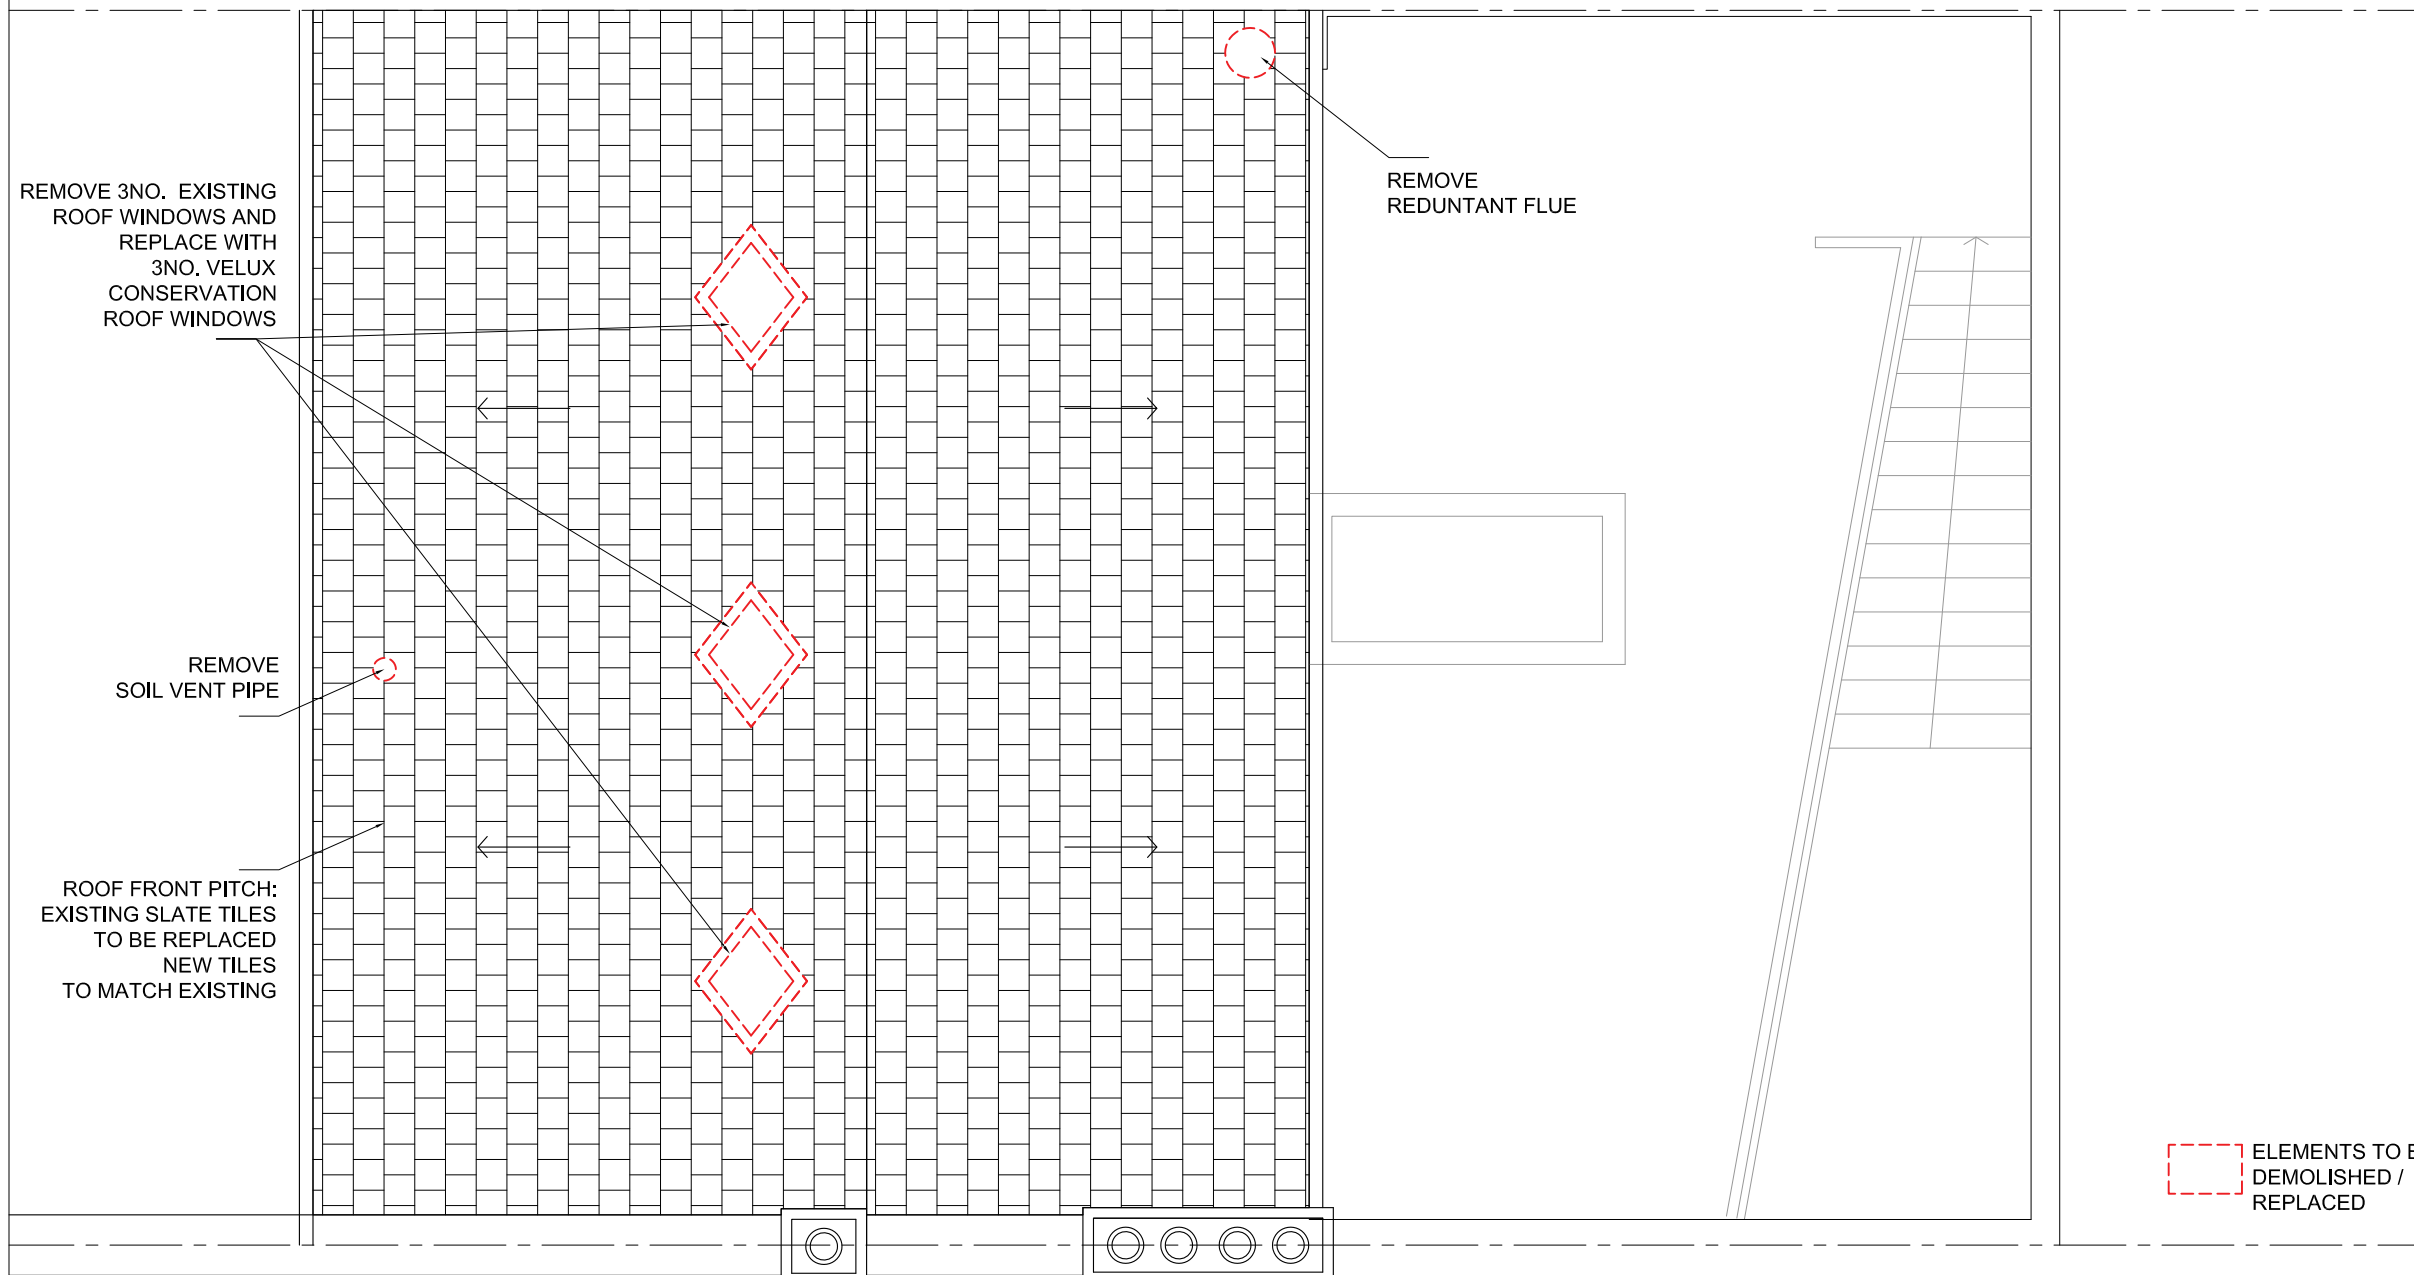 REMOVE 3NO. EXISTING
ROOF WINDOWS AND
REPLACE WITH
3NO. VELUX
CONSERVATION
ROOF WINDOWS
REMOVE
REDUNTANT FLUE
REMOVE
SOIL VENT PIPE
ROOF FRONT PITCH:
EXISTING SLATE TILES
TO BE REPLACED
NEW TILES
TO MATCH EXISTING
ELEMENTS TO
DEMOLISHED /
REPLACED